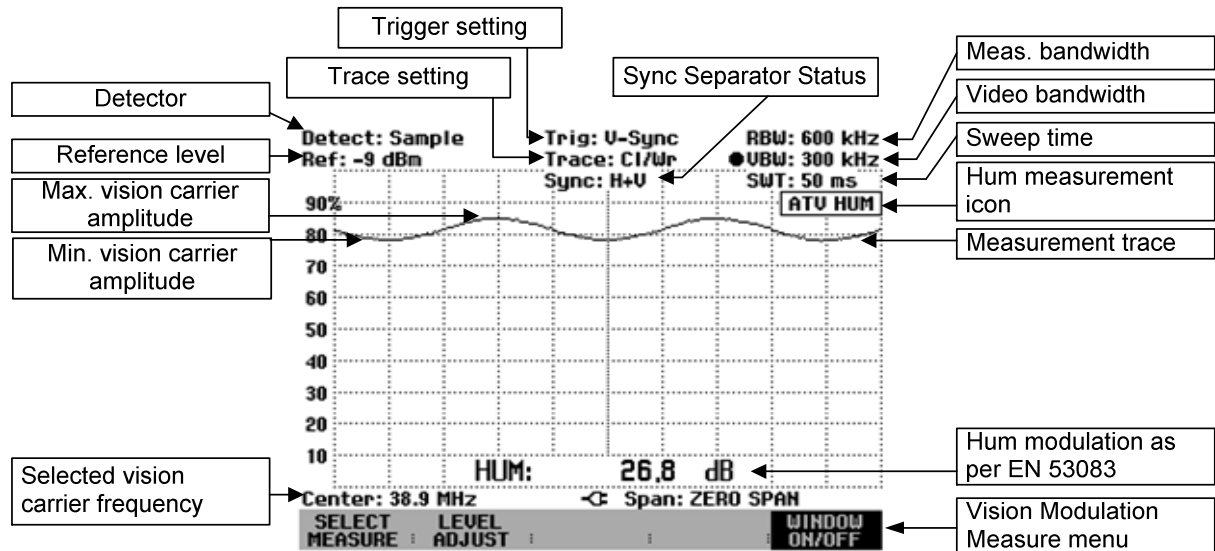 Trigger setting
Trace setting
Sync Separator Status
Meas. bandwidth
Video bandwidth
Sweep time
Hum measurement
icon
Measurement trace
Hum modulation as
per EN 53083
Vision Modulation
Measure menu
Detector
Reference level
Max. vision carrier
amplitude
Min. vision carrier
amplitude
Selected vision
carrier frequency
Detect: Sample Trig: V-Sync RBW: 600 kHz
Ref: -9 dBm Trace: Cl/Wr ●VBW: 300 kHz
Sync: H+V SWT: 50 ms
ATV HUM
90%
80
70
60
50
40
30
20
10
HUM: 26.8 dB
Center: 38.9 MHz Span: ZERO SPAN
SELECT MEASURE
LEVEL ADJUST
WINDOW ON/OFF